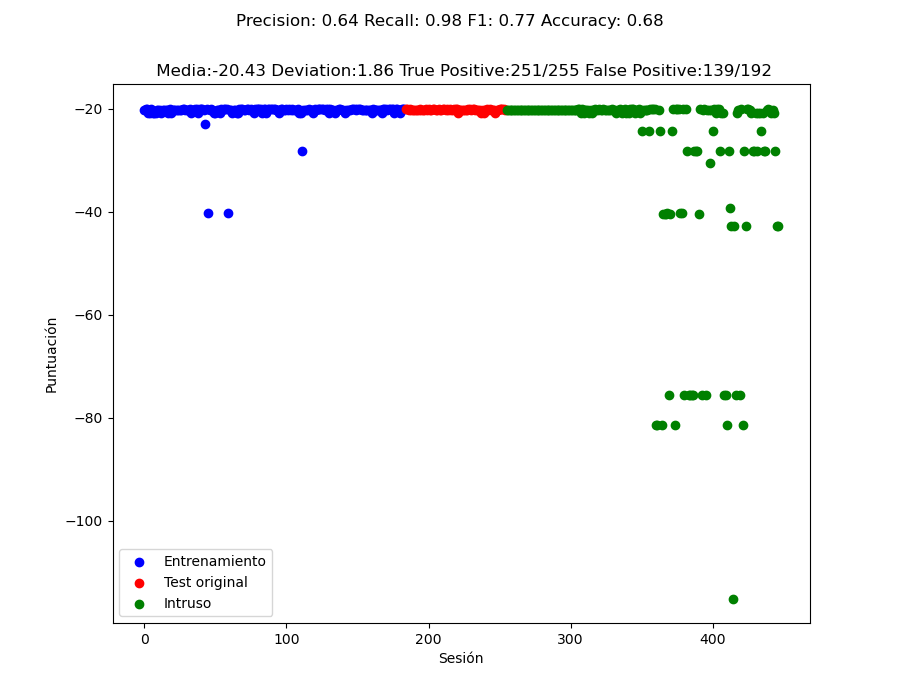 Precision: 0.64 Recall: 0.98 F1: 0.77 Accuracy: 0.68
Media:-20.43 Deviation:1.86 True Positive:251/255 False Positive:139/192
−20
−40
−60
−80
−100
Puntuación
Entrenamiento
Test original
Intruso
0
100
200
300
400
Sesión